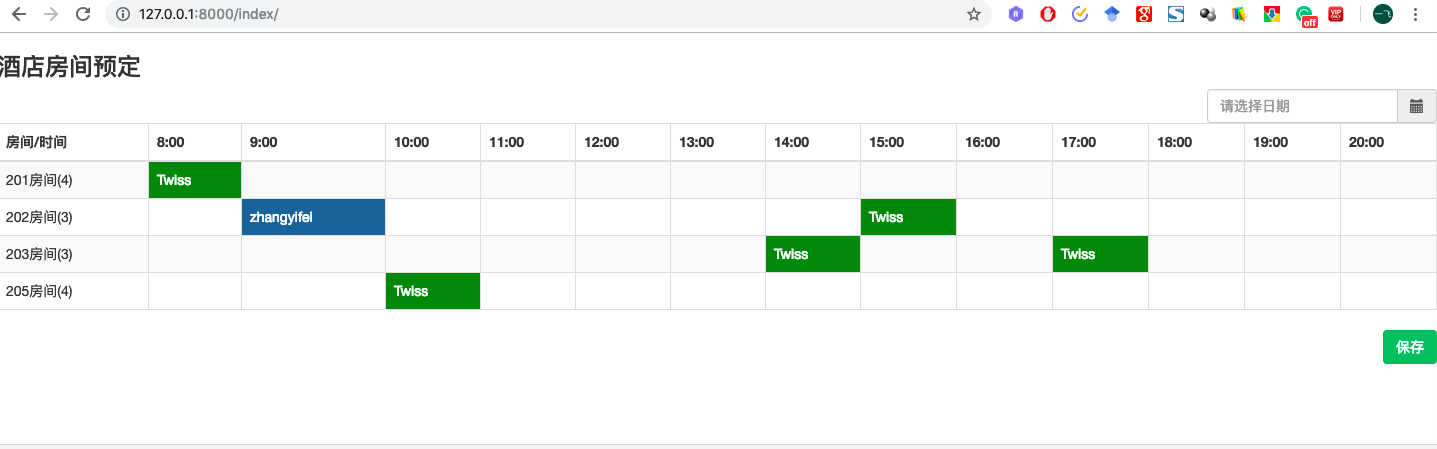 127.0.0.1:8000/index/
R
g
S
off
VIP ONLY
酒店房间预定
请选择日期
房间/时间 8:00 9:00 10:00 11:00 12:00 13:00 14:00 15:00 16:00 17:00 18:00 19:00 20:00
201房间(4) Twiss
202房间(3) zhangyifei Twiss
203房间(3) Twiss Twiss
205房间(4) Twiss
保存